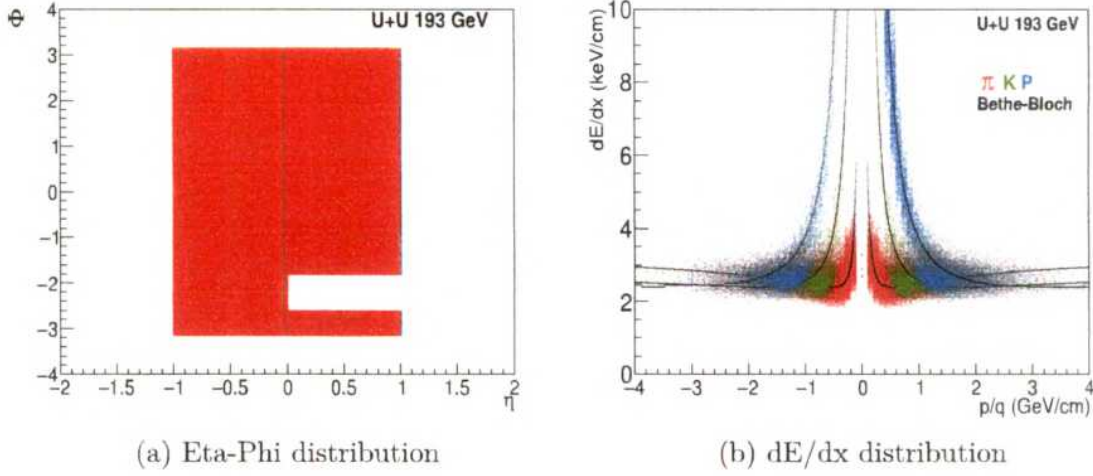 Φ
4
3
2
1
0
−1
−2
−3
−4
U+U 193 GeV
−2 −1.5 −1 −0.5 0 0.5 1 1.5 2
η
dE/dx (keV/cm)
10
8
6
4
2
0
U+U 193 GeV
π K P
Bethe-Bloch
−4 −3 −2 −1 0 1 2 3 4
p/q (GeV/cm)
(a) Eta-Phi distribution
(b) dE/dx distribution